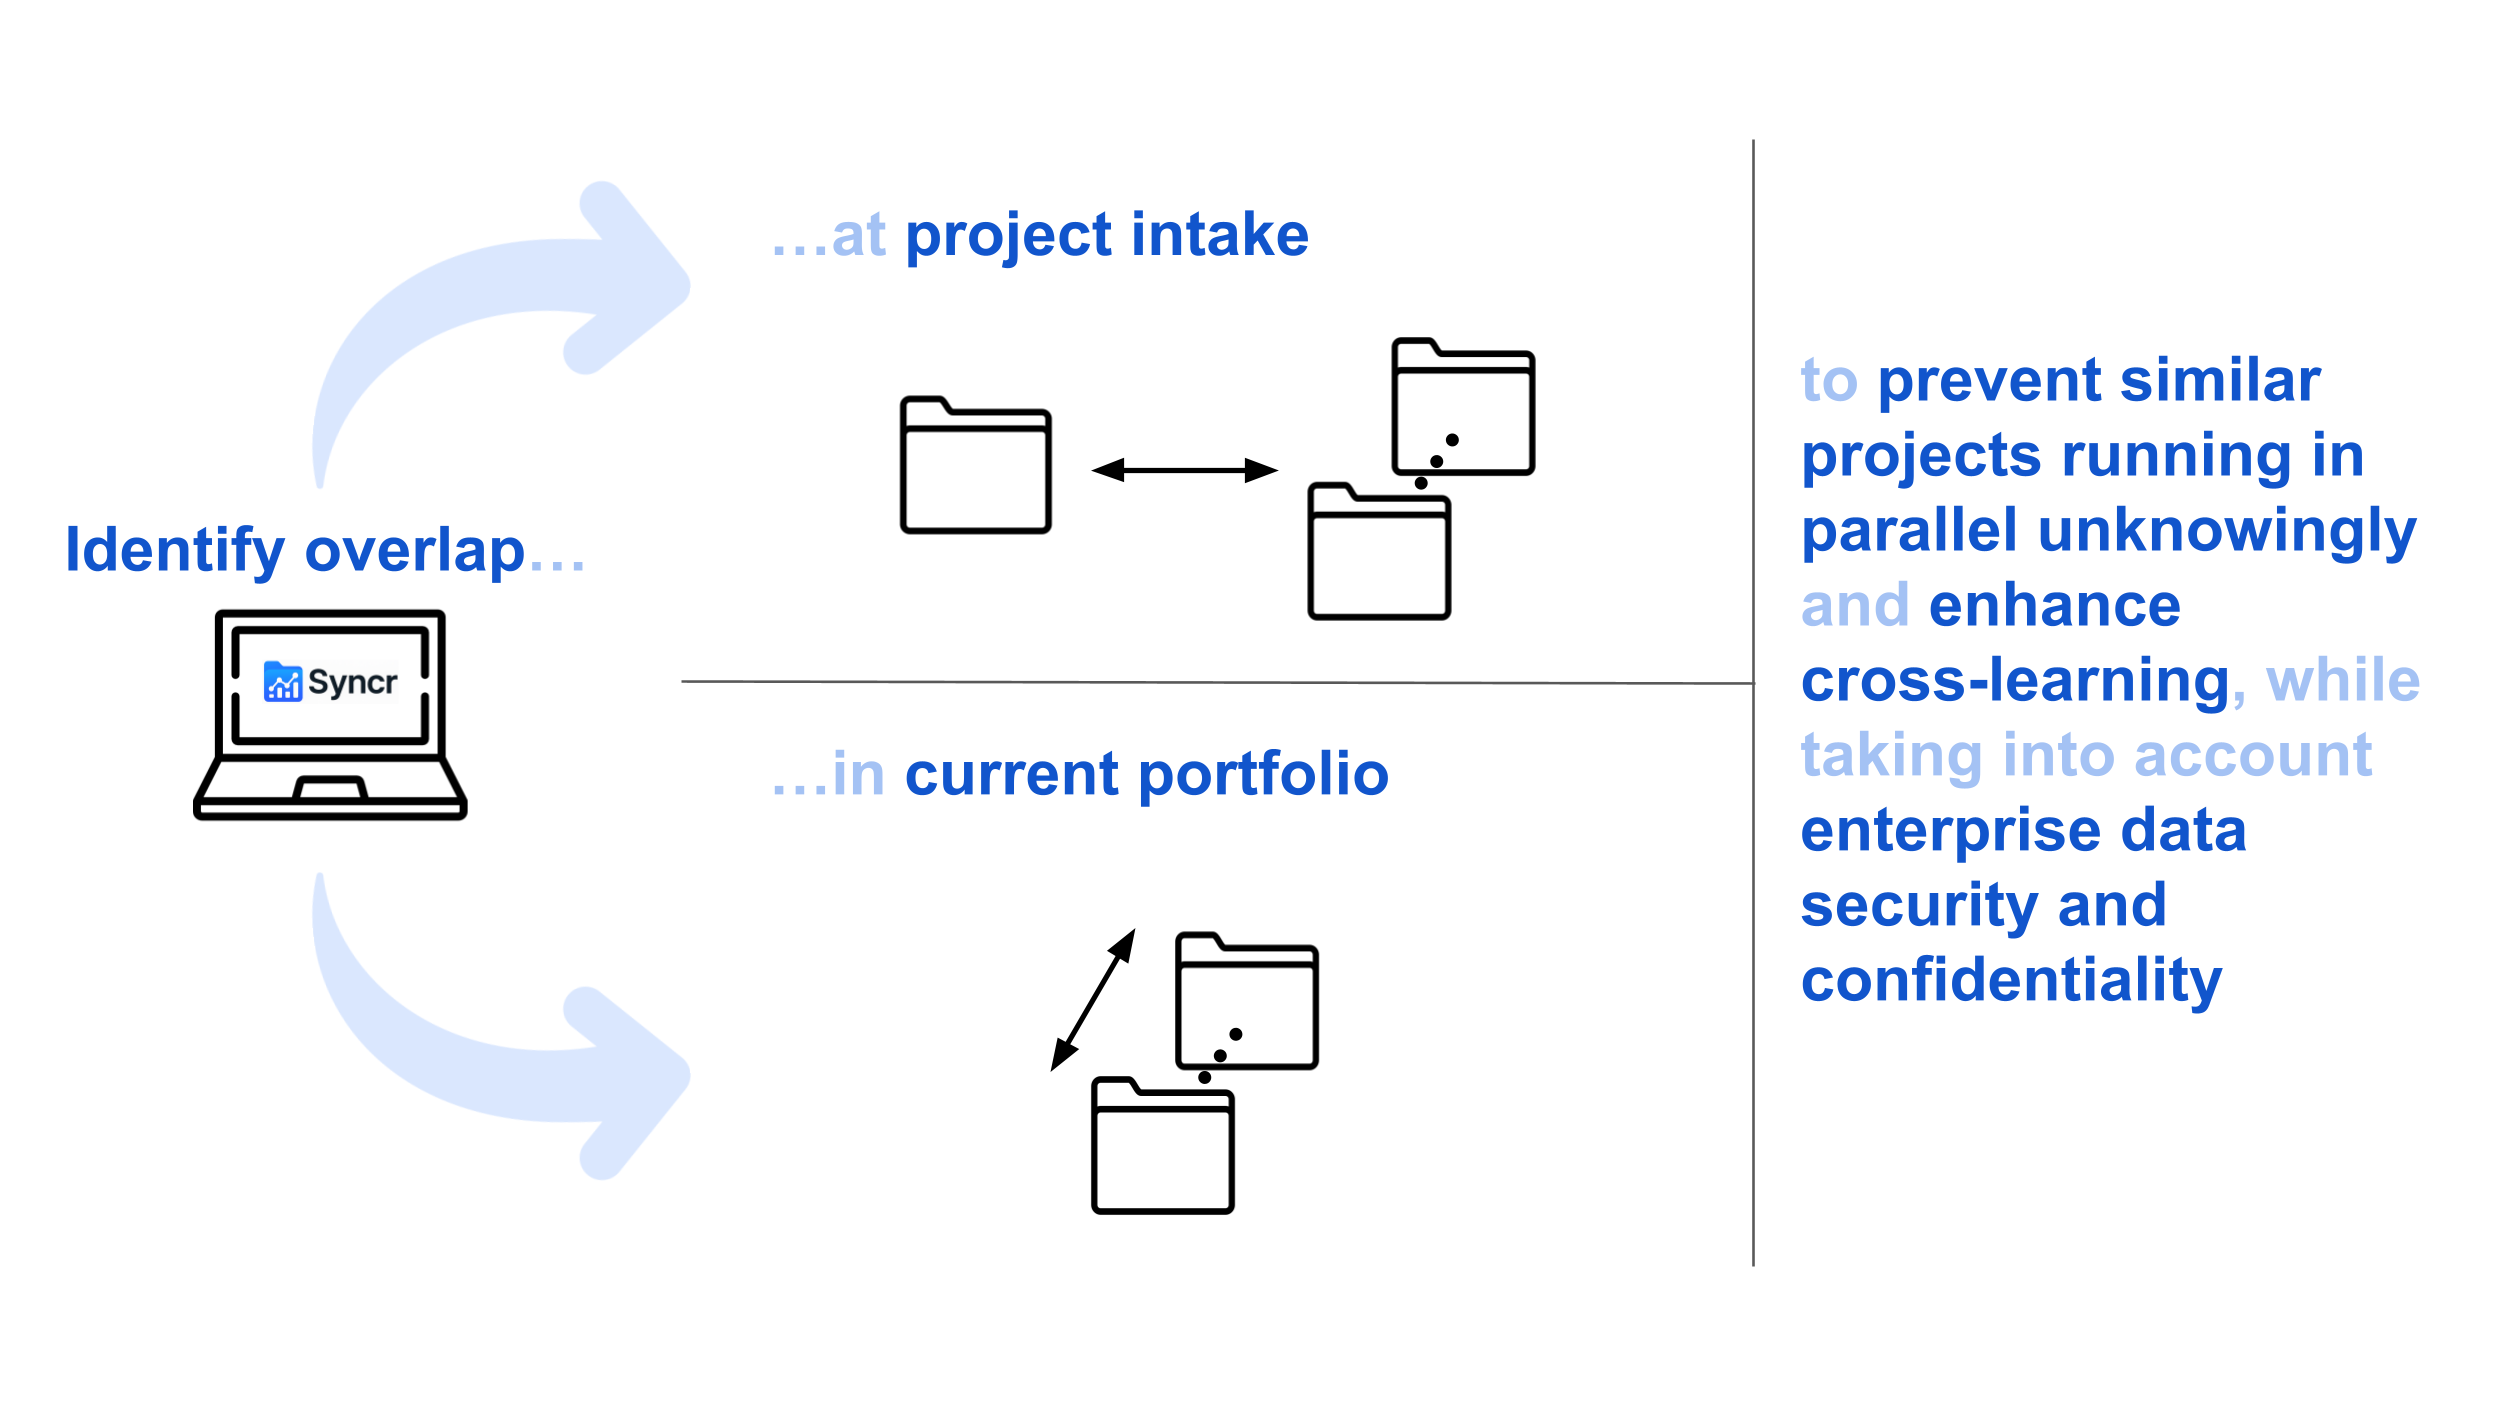 Identify overlap...
Syncr
...at project intake
...in current portfolio
to prevent similar
projects running in
parallel unknowingly
and enhance
cross-learning, while
taking into account
enterprise data
security and
confidentiality